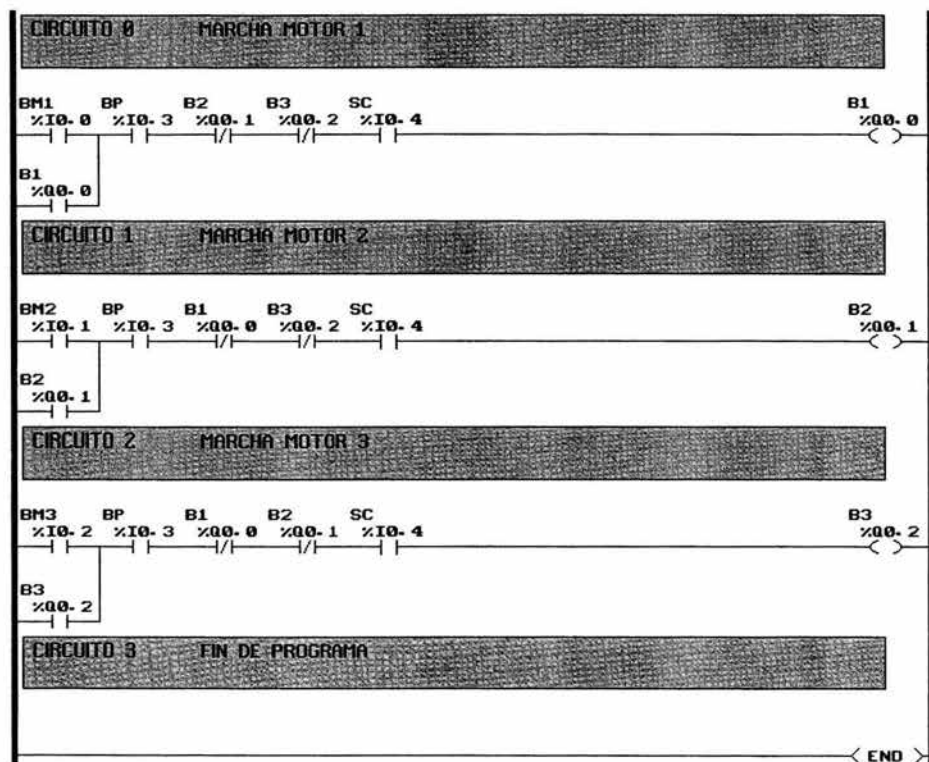 CIRCUITO 0 MARCHA MOTOR 1
BM1 BP B2 B3 SC B1
%I0.0 %I0.3 %Q0.1 %Q0.2 %I0.4 %Q0.0
B1
%Q0.0
CIRCUITO 1 MARCHA MOTOR 2
BM2 BP B1 B3 SC B2
%I0.1 %I0.3 %Q0.0 %Q0.2 %I0.4 %Q0.1
B2
%Q0.1
CIRCUITO 2 MARCHA MOTOR 3
BM3 BP B1 B2 SC B3
%I0.2 %I0.3 %Q0.0 %Q0.1 %I0.4 %Q0.2
B3
%Q0.2
CIRCUITO 3 FIN DE PROGRAMA
END